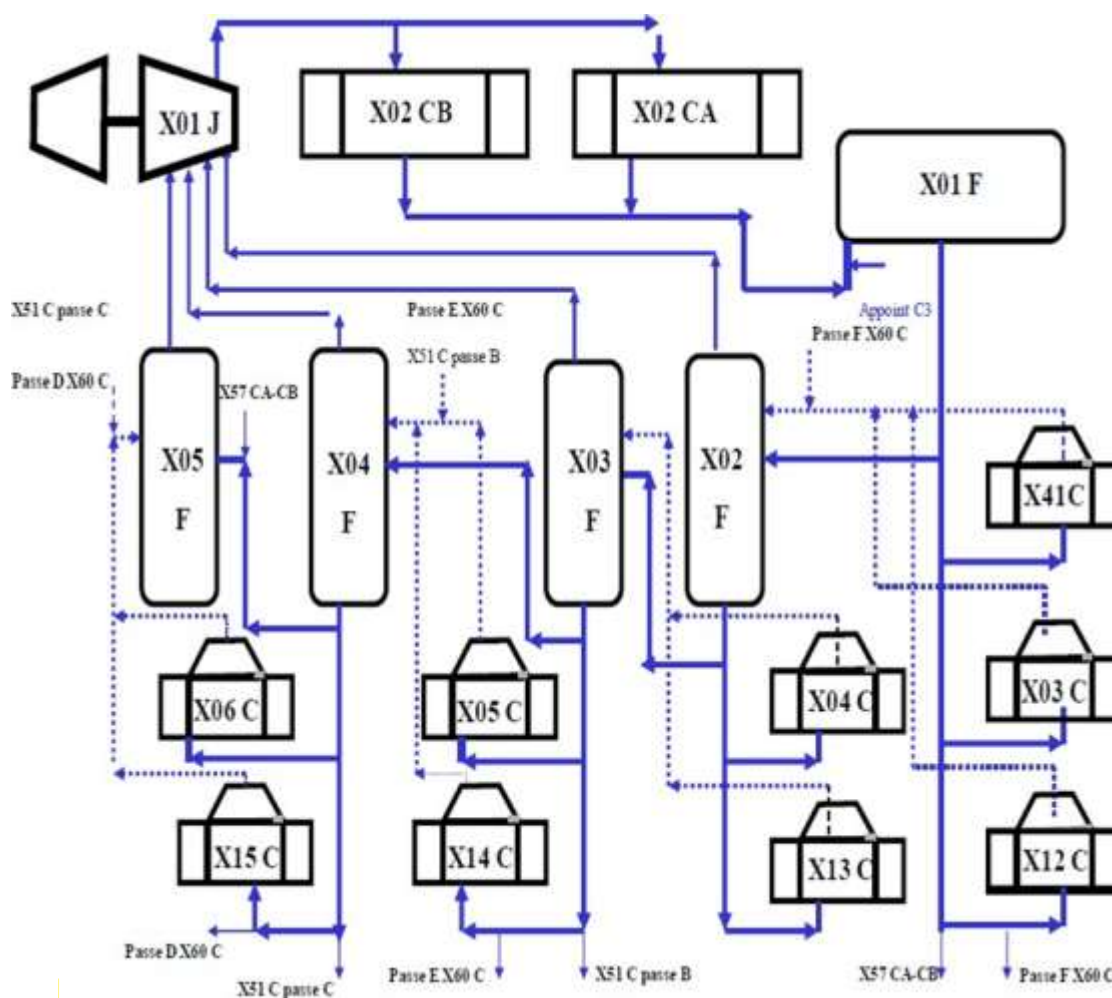 X01 J
X02 CB
X02 CA
X01 F
X51 C passe C
Passe E X60 C
Appoint C3
Passe F X60 C
X51 C passe B
Passe D X60 C
X57 CA-CB
X05
F
X04
F
X03
F
X02
F
X41C
X06 C
X05 C
X04 C
X03 C
X15 C
X14 C
X13 C
X12 C
Passe D X60 C
X51 C passe C
Passe E X60 C
X51 C passe B
X57 CA-CB
Passe F X60 C